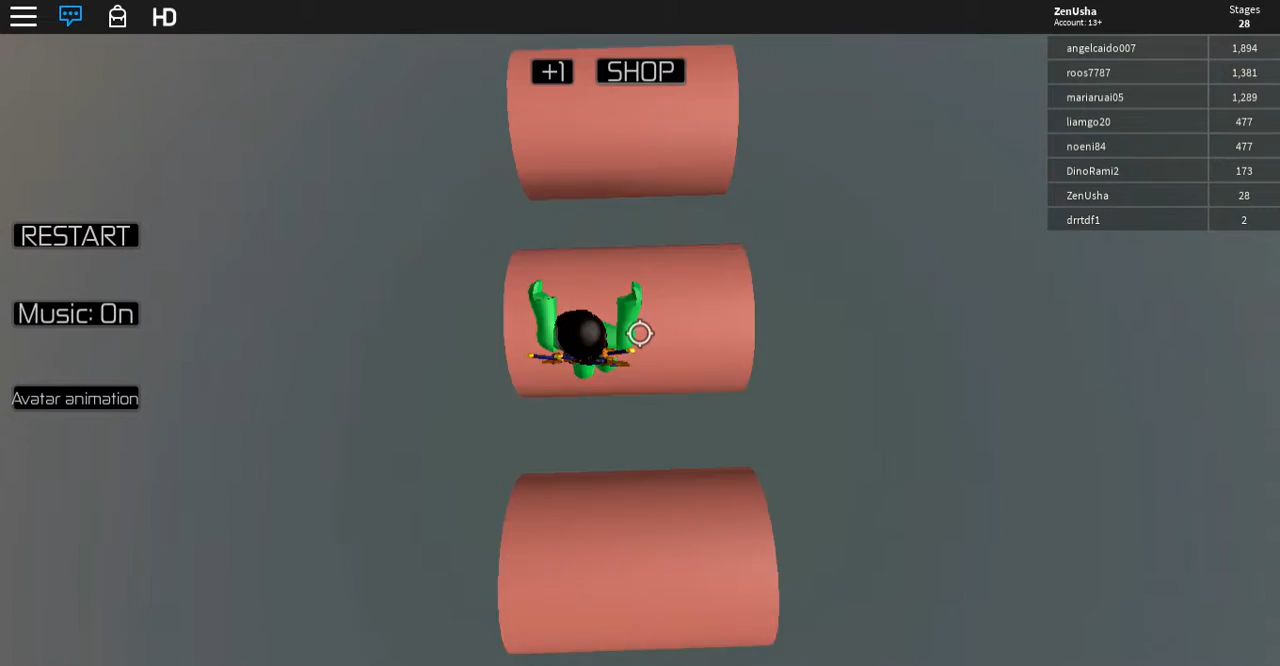 HD
ZenUsha
Account: 13+
Stages
28
angelcaido007 1,894
roos7787 1,381
mariaruai05 1,289
liamgo20 477
noeni84 477
DinoRami2 173
ZenUsha 28
drrtdf1 2
+1 SHOP
RESTART
Music: On
Avatar animation